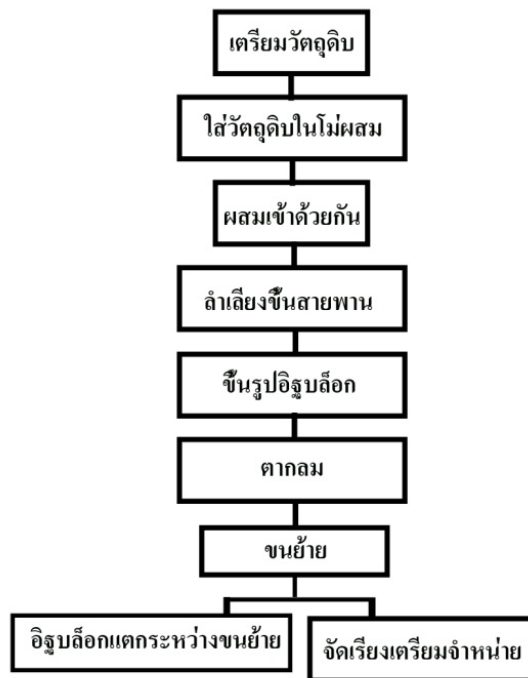 เตรียมวัตถุดิบ
ใส่วัตถุดิบในโม่ผสม
ผสมเข้าด้วยกัน
ลำเลียงขึ้นสายพาน
ขึ้นรูปอิฐบล็อก
ตากลม
ขนย้าย
อิฐบล็อกแตกระหว่างขนย้าย
จัดเรียงเตรียมจำหน่าย